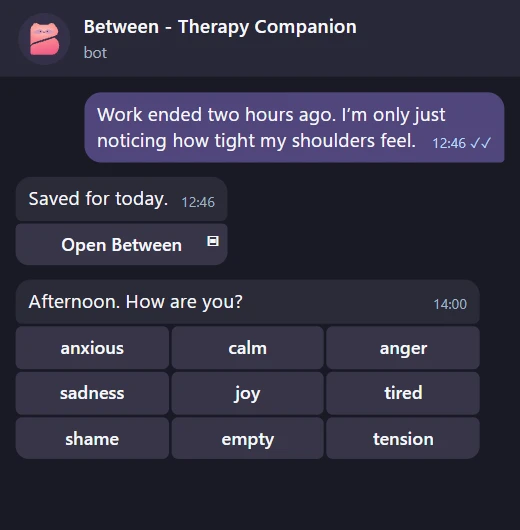 Between - Therapy Companion
bot
Work ended two hours ago. I’m only just
noticing how tight my shoulders feel. 12:46
Saved for today. 12:46
Open Between
Afternoon. How are you? 14:00
anxious calm anger
sadness joy tired
shame empty tension